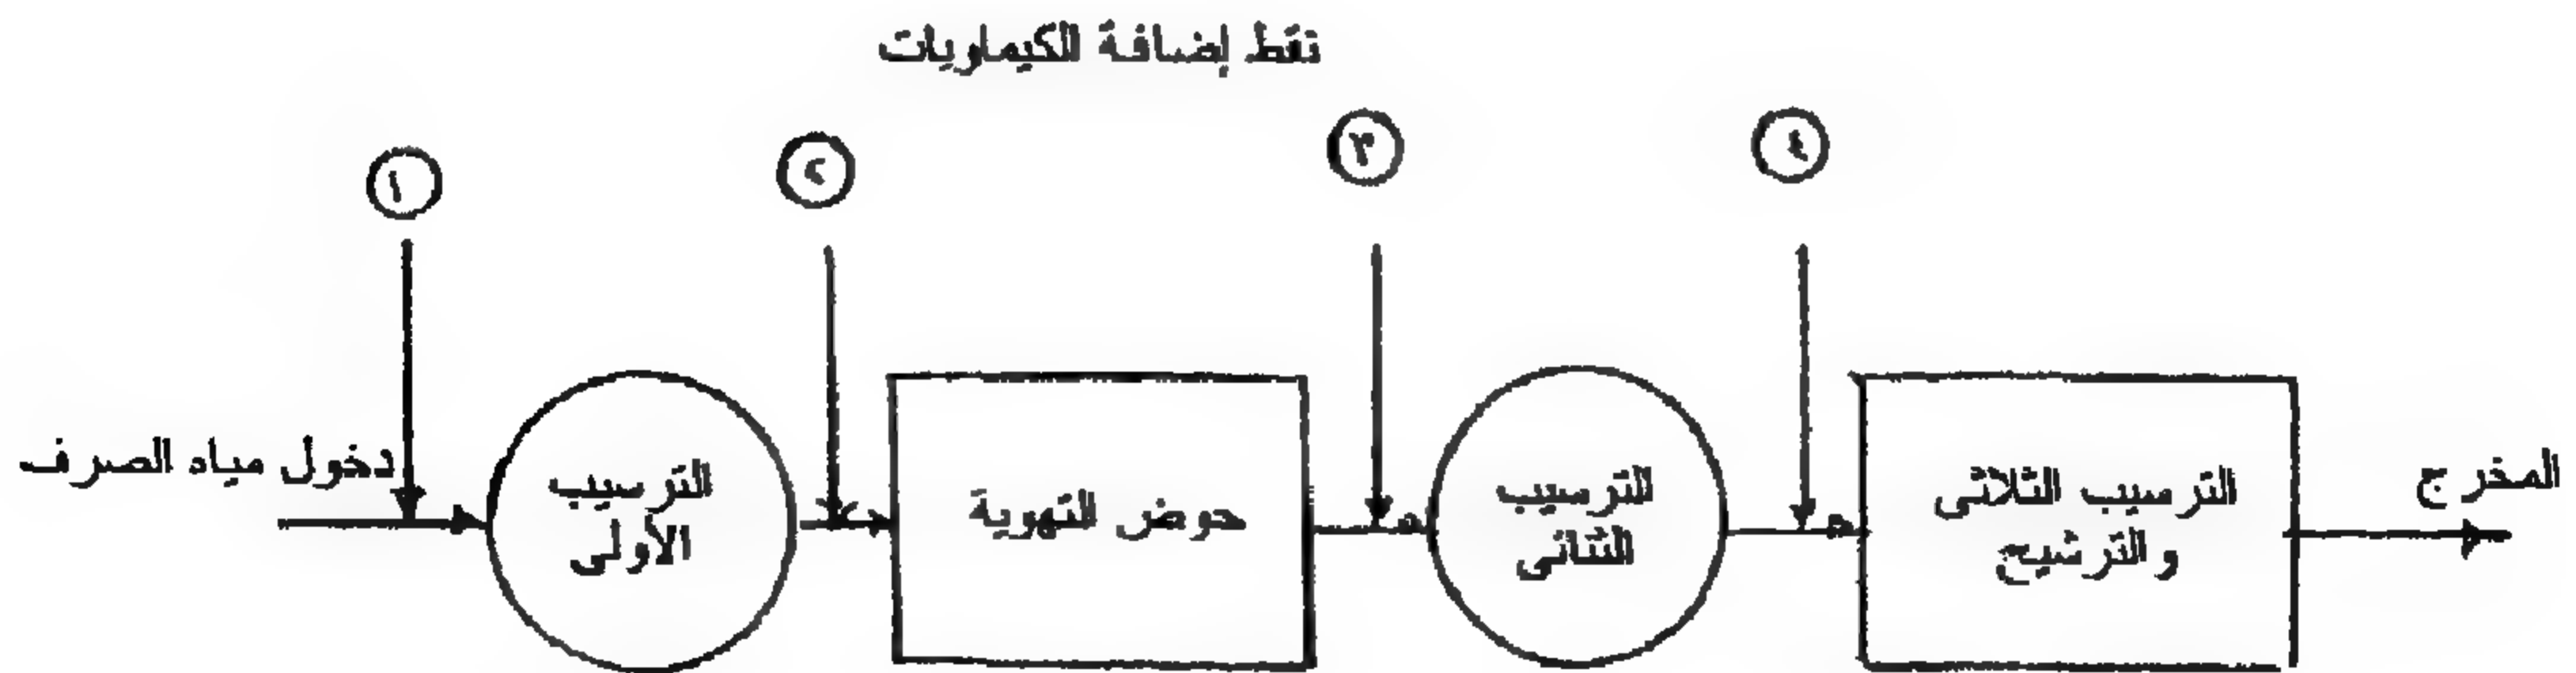 نقط إضافة الكيماويات
١
٢
٣
٤
دخول مياه الصرف
الترسيب
الأولى
حوض التهوية
الترسيب
الثنائى
الترسيب الثلاثى
والترشيح
المخرج